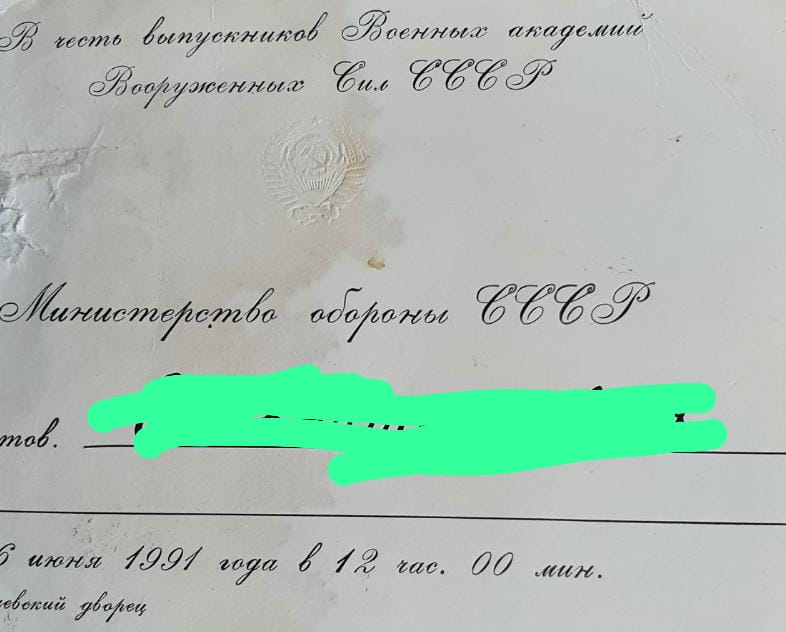 В честь выпускников Военных академий
Вооруженных Сил СССР
Министерство обороны СССР
тов.
6 июня 1991 года в 12 час. 00 мин.
евский дворец